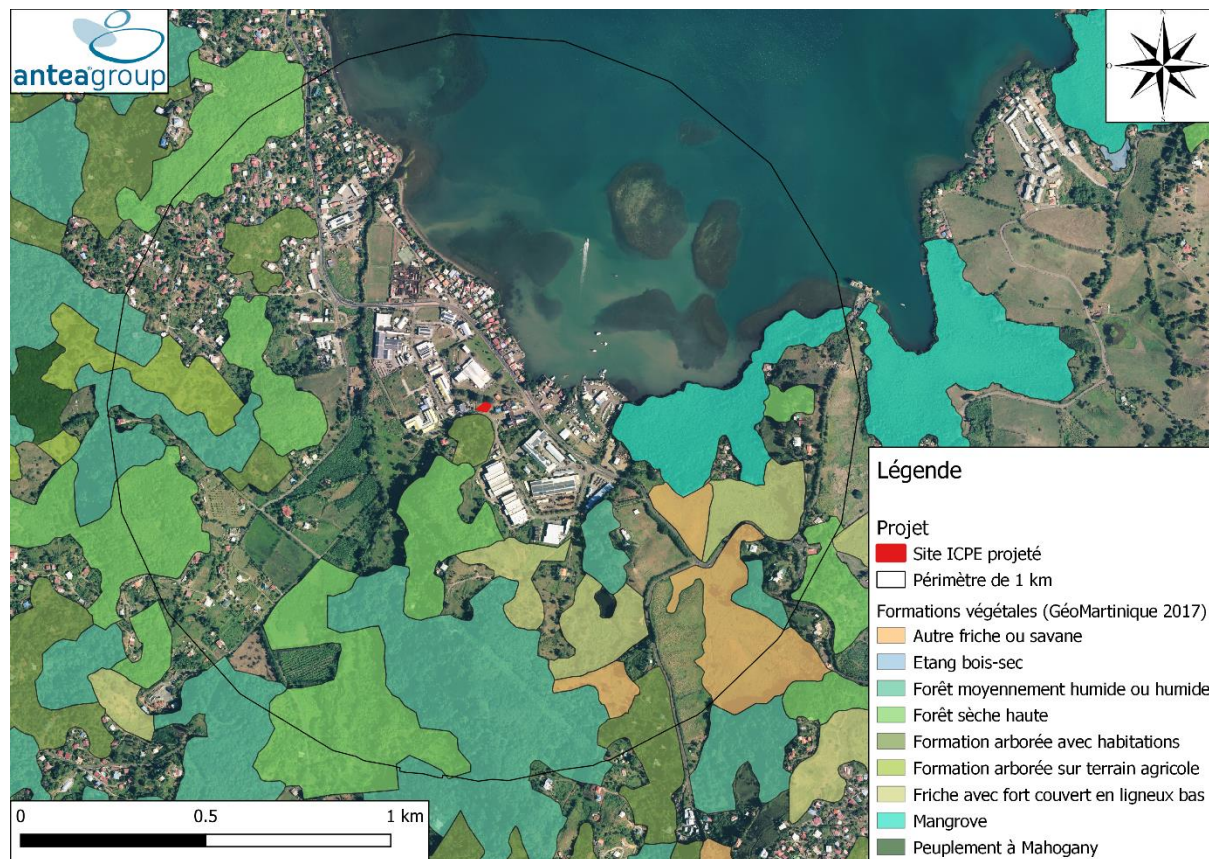 anteagroup
N
O
E
S
Légende
Projet
Site ICPE projeté
Périmètre de 1 km
Formations végétales (GéoMartinique 2017)
Autre friche ou savane
Etang bois-sec
Forêt moyennement humide ou humide
Forêt sèche haute
Formation arborée avec habitations
Formation arborée sur terrain agricole
Friche avec fort couvert en ligneux bas
Mangrove
Peuplement à Mahogany
0 0.5 1 km